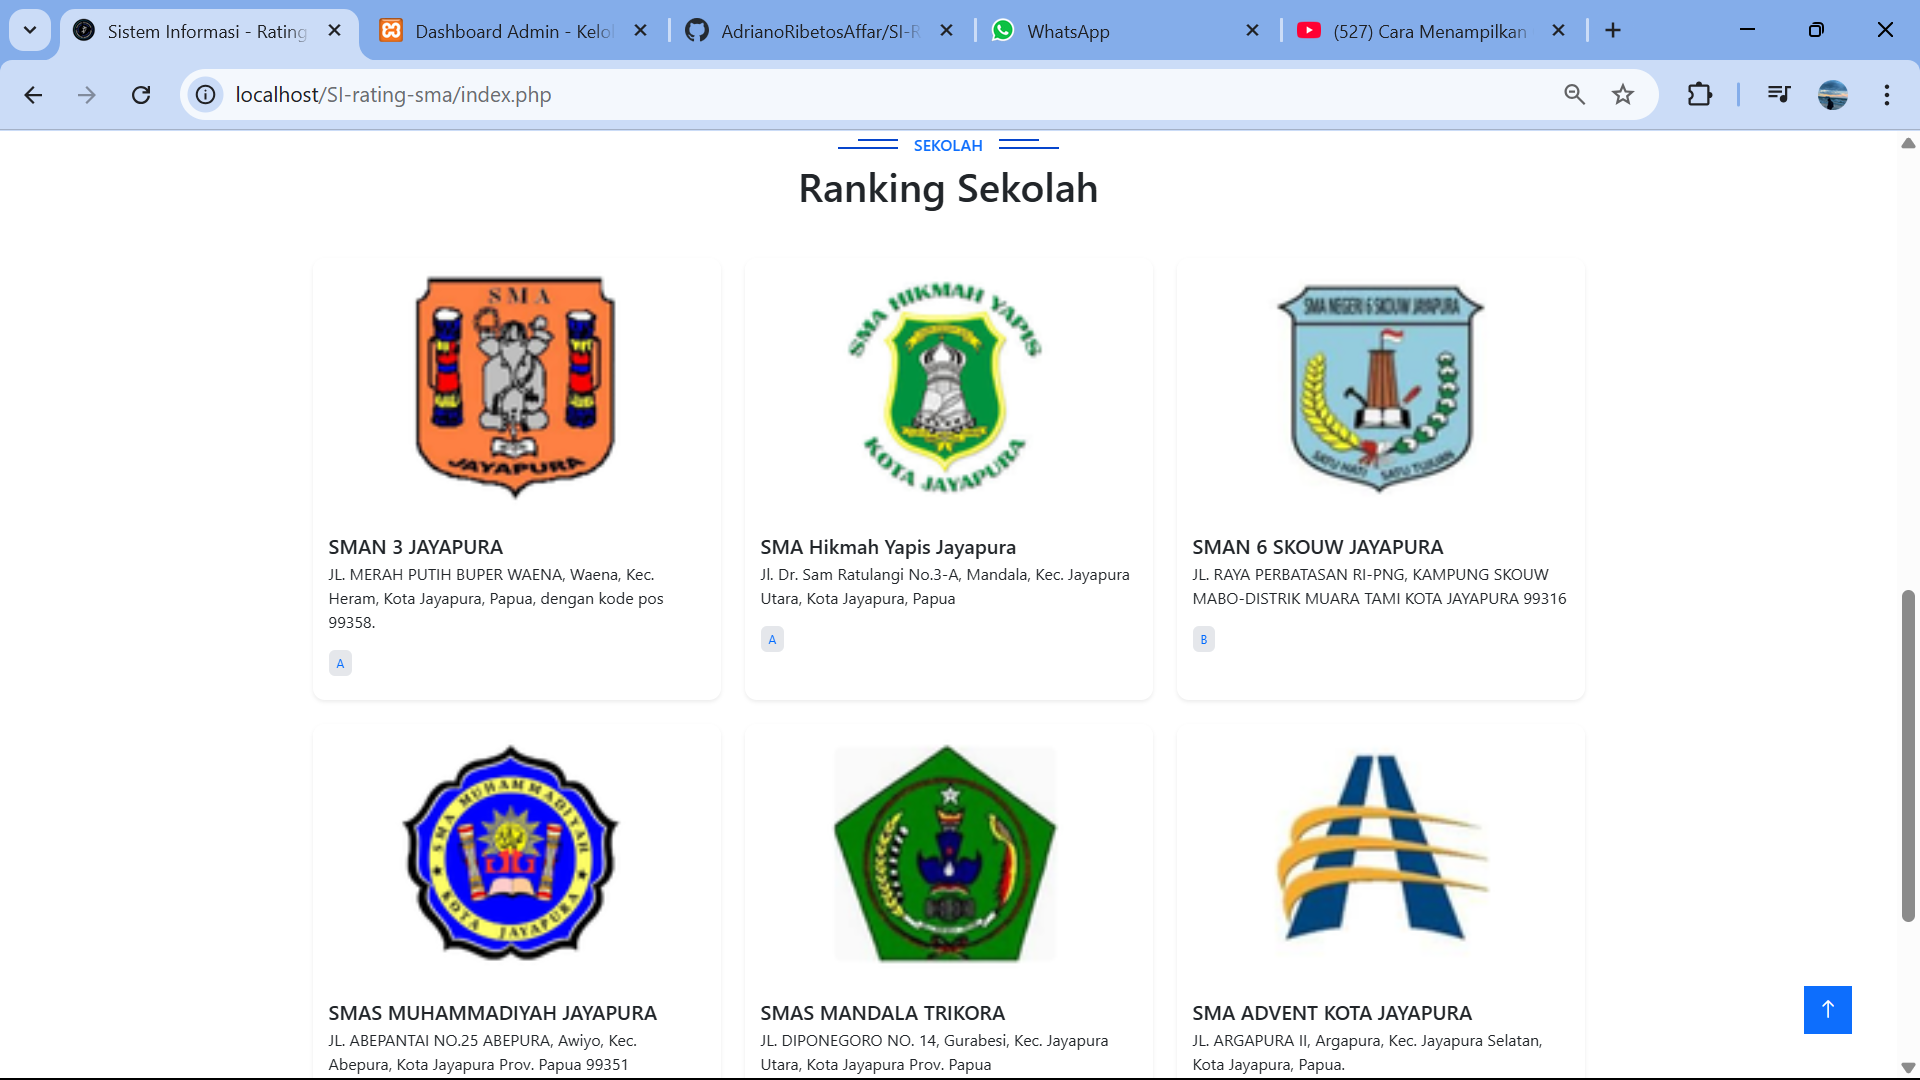 Sistem Informasi - Rating
Dashboard Admin - Kelol
AdrianoRibetosAffar/SI-R
WhatsApp
(527) Cara Menampilkan
localhost/SI-rating-sma/index.php
SEKOLAH
Ranking Sekolah
SMA
JAYAPURA
SMA HIKMAH YAPIS
KOTA JAYAPURA
SMA NEGERI 6 SKOUW JAYAPURA
SATU HATI SATU TUJUAN
SMAN 3 JAYAPURA
JL. MERAH PUTIH BUPER WAENA, Waena, Kec.
Heram, Kota Jayapura, Papua, dengan kode pos
99358.
A
SMA Hikmah Yapis Jayapura
Jl. Dr. Sam Ratulangi No.3-A, Mandala, Kec. Jayapura
Utara, Kota Jayapura, Papua
A
SMAN 6 SKOUW JAYAPURA
JL. RAYA PERBATASAN RI-PNG, KAMPUNG SKOUW
MABO-DISTRIK MUARA TAMI KOTA JAYAPURA 99316
B
SMA MUHAMMADIYAH
KOTA JAYAPURA
SMAS MUHAMMADIYAH JAYAPURA
JL. ABEPANTAI NO.25 ABEPURA, Awiyo, Kec.
Abepura, Kota Jayapura Prov. Papua 99351
SMAS MANDALA TRIKORA
JL. DIPONEGORO NO. 14, Gurabesi, Kec. Jayapura
Utara, Kota Jayapura Prov. Papua
SMA ADVENT KOTA JAYAPURA
JL. ARGAPURA II, Argapura, Kec. Jayapura Selatan,
Kota Jayapura, Papua.